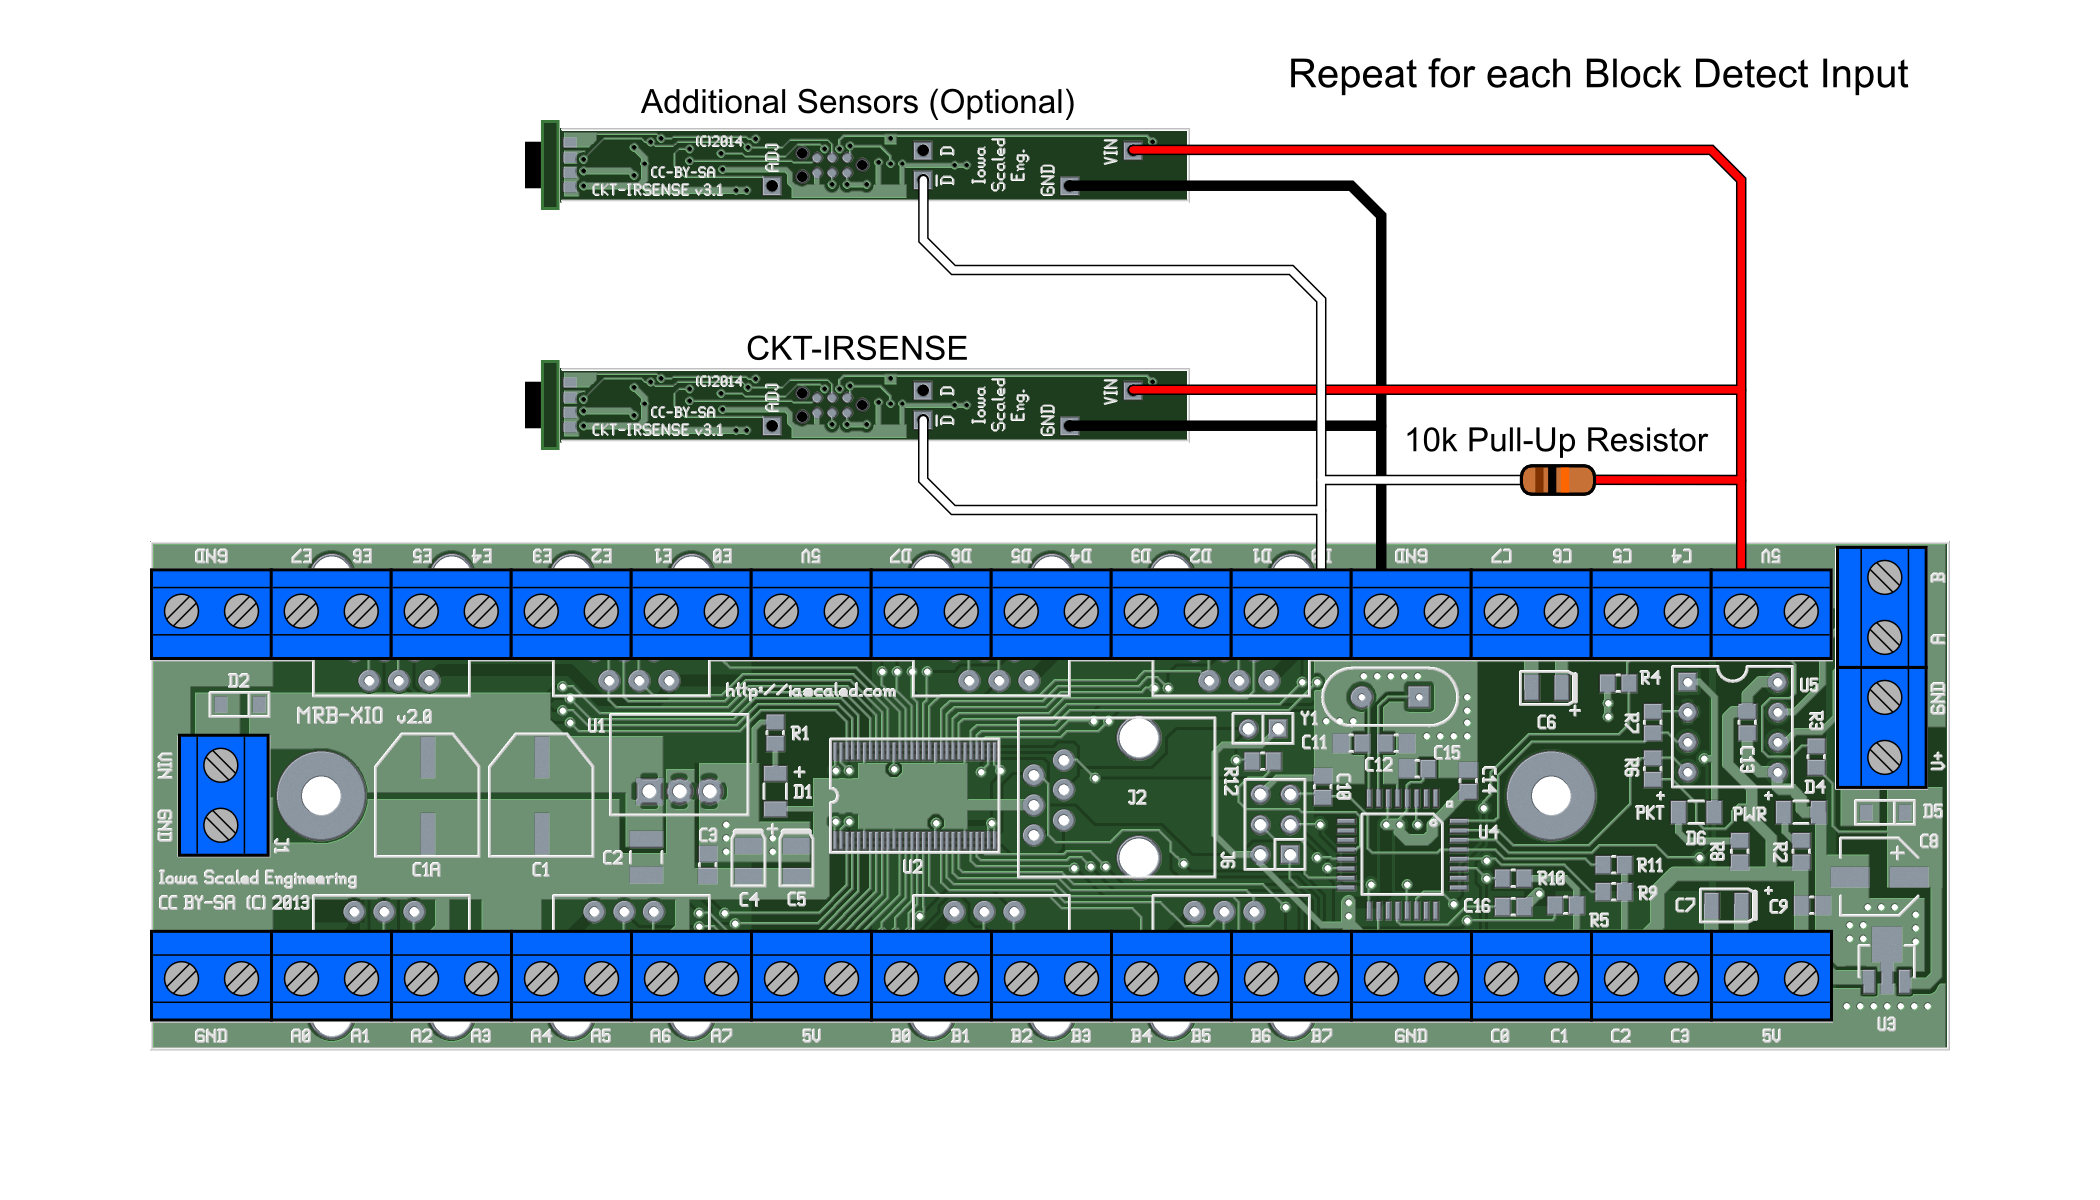 Repeat for each Block Detect Input
Additional Sensors (Optional)
(C)2014
CC-BY-SA
CKT-IRSENSE v3.1
ADJ
D
D
Iowa
Scaled
Eng.
GND
VIN
CKT-IRSENSE
(C)2014
CC-BY-SA
CKT-IRSENSE v3.1
ADJ
D
D
Iowa
Scaled
Eng.
GND
VIN
10k Pull-Up Resistor
GND E7 E6 E5 E4 E3 E2 E1 E0 5V D7 D6 D5 D4 D3 D2 D1 D0 GND C7 C6 C5 C4 5V
B
A
GND
V+
D2
MRB-XIO v2.0
http://iascaled.com
U1
R1
D1
VIN
GND
J1
C1A
C1
C2
C3
C4
C5
U2
J2
Y1
C11
C12
C15
C14
C10
R12
J6
U4
C6
R4
R7
R6
U5
R3
C13
D4
PKT
PWR
D6
D5
R8
R2
C8
R11
R10
R9
C16
R5
C7
C9
U3
Iowa Scaled Engineering
CC BY-SA (C) 2013
GND A0 A1 A2 A3 A4 A5 A6 A7 5V B0 B1 B2 B3 B4 B5 B6 B7 GND C0 C1 C2 C3 5V